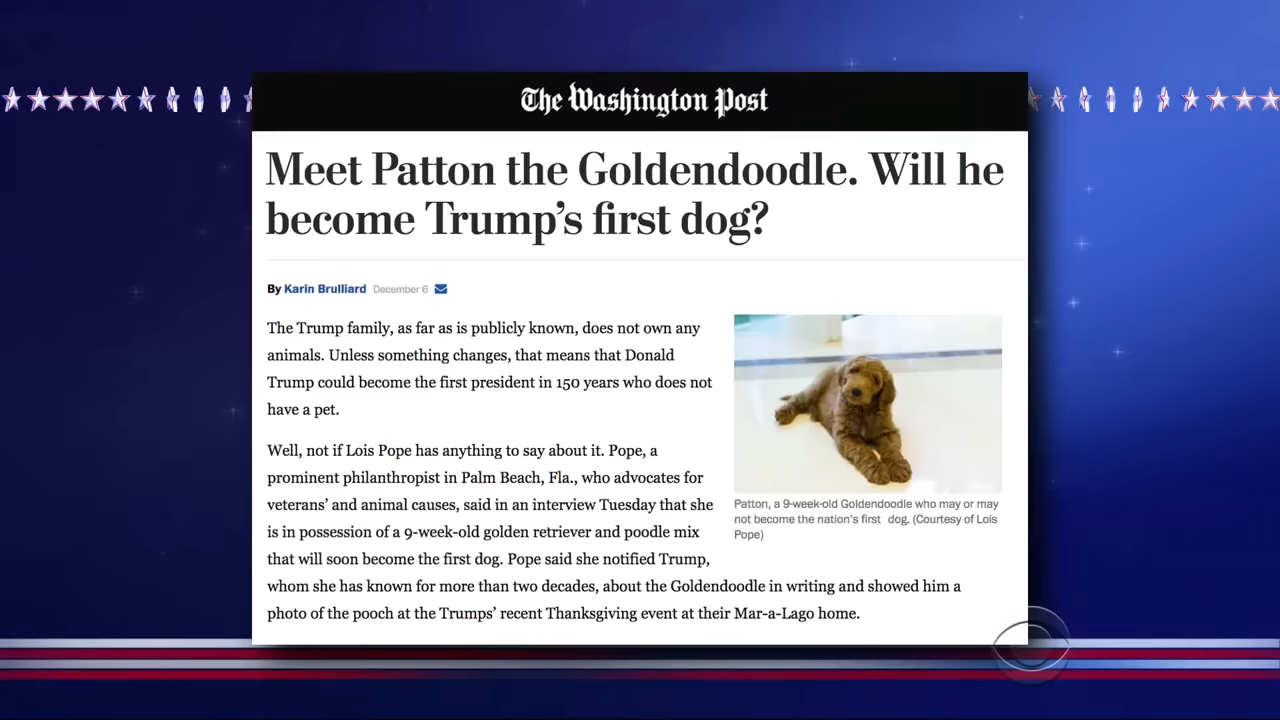 The Washington Post
Meet Patton the Goldendoodle. Will he
become Trump's first dog?
By Karin Brulliard December 6
The Trump family, as far as is publicly known, does not own any
animals. Unless something changes, that means that Donald
Trump could become the first president in 150 years who does not
have a pet.
Well, not if Lois Pope has anything to say about it. Pope, a
prominent philanthropist in Palm Beach, Fla., who advocates for
veterans' and animal causes, said in an interview Tuesday that she
is in possession of a 9-week-old golden retriever and poodle mix
that will soon become the first dog. Pope said she notified Trump,
whom she has known for more than two decades, about the Goldendoodle in writing and showed him a
photo of the pooch at the Trumps' recent Thanksgiving event at their Mar-a-Lago home.
Patton, a 9-week-old Goldendoodle who may or may
not become the nation's first dog. (Courtesy of Lois
Pope)